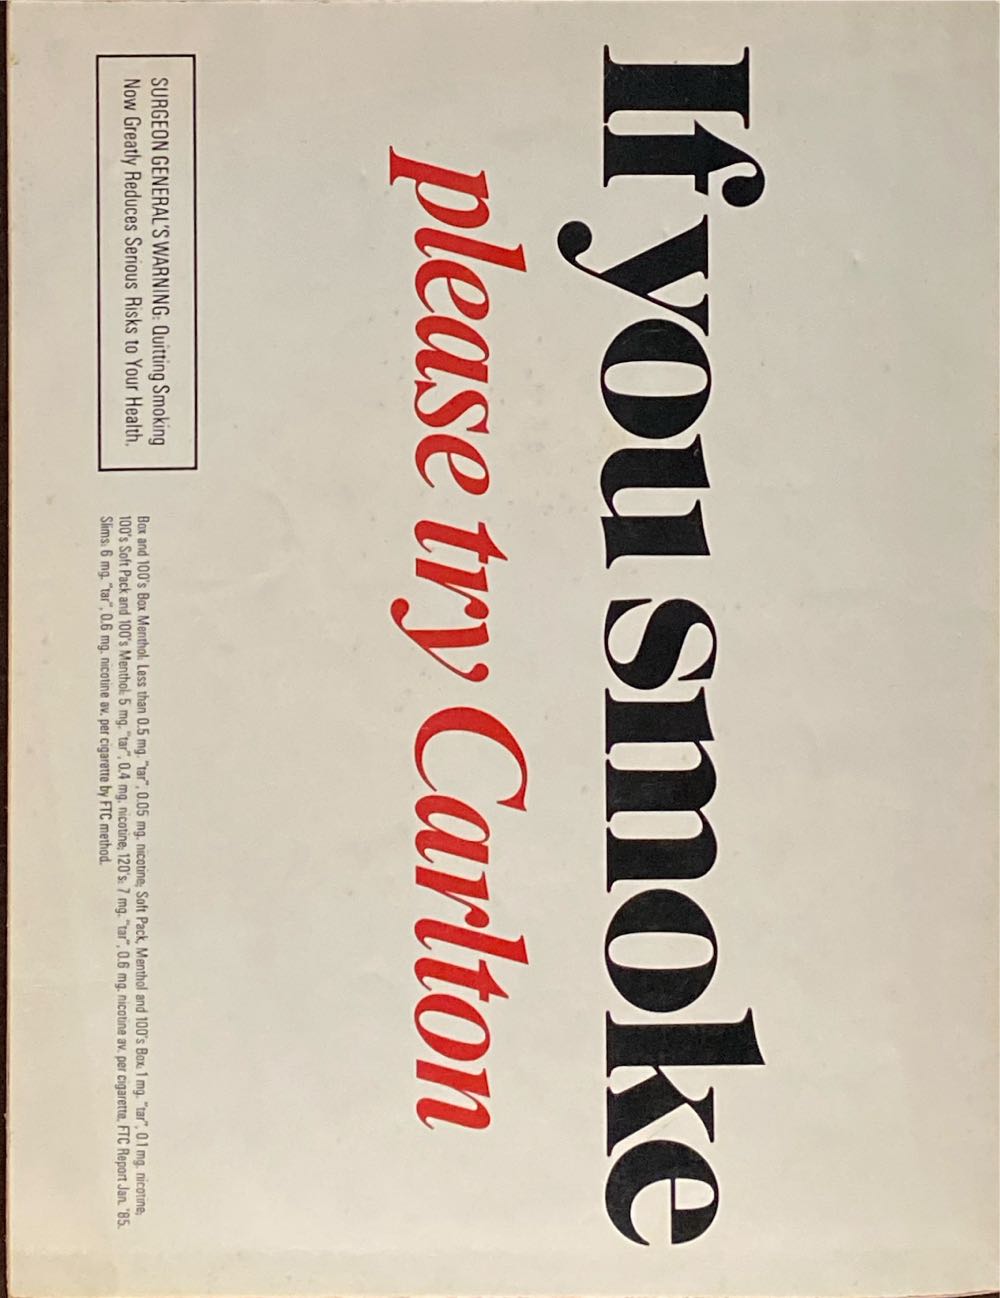 If you smoke
please try Carlton
SURGEON GENERAL'S WARNING: Quitting Smoking
Now Greatly Reduces Serious Risks to Your Health.
Box and 100's Box Menthol: Less than 0.5 mg. "tar", 0.05 mg. nicotine; Soft Pack, Menthol and 100's Box: 1 mg. "tar", 0.1 mg. nicotine;
100's Soft Pack and 100's Menthol: 5 mg. "tar", 0.4 mg. nicotine; 120's: 7 mg. "tar", 0.6 mg. nicotine av. per cigarette, FTC Report Jan. '85.
Slims: 6 mg. "tar", 0.6 mg. nicotine av. per cigarette by FTC method.